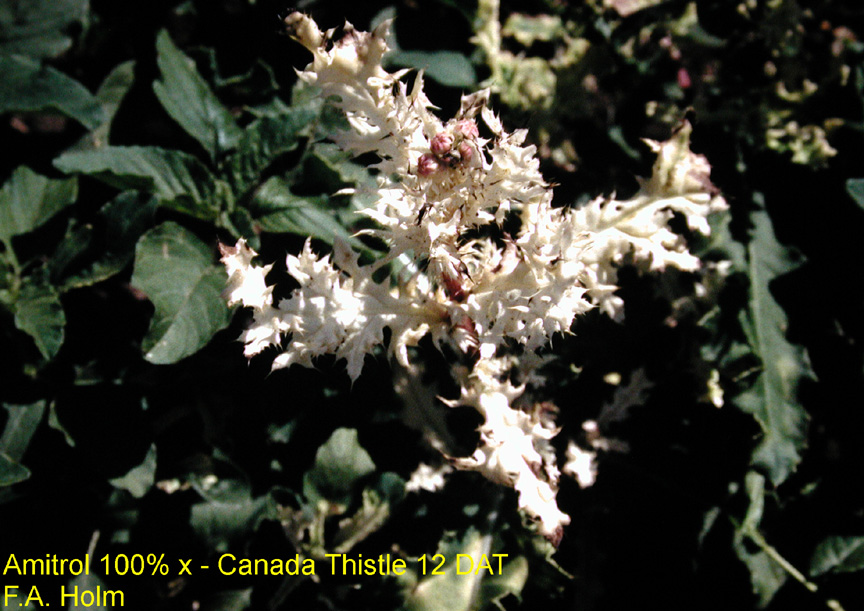 Amitrol 100% x - Canada Thistle 12 DAT
F.A. Holm